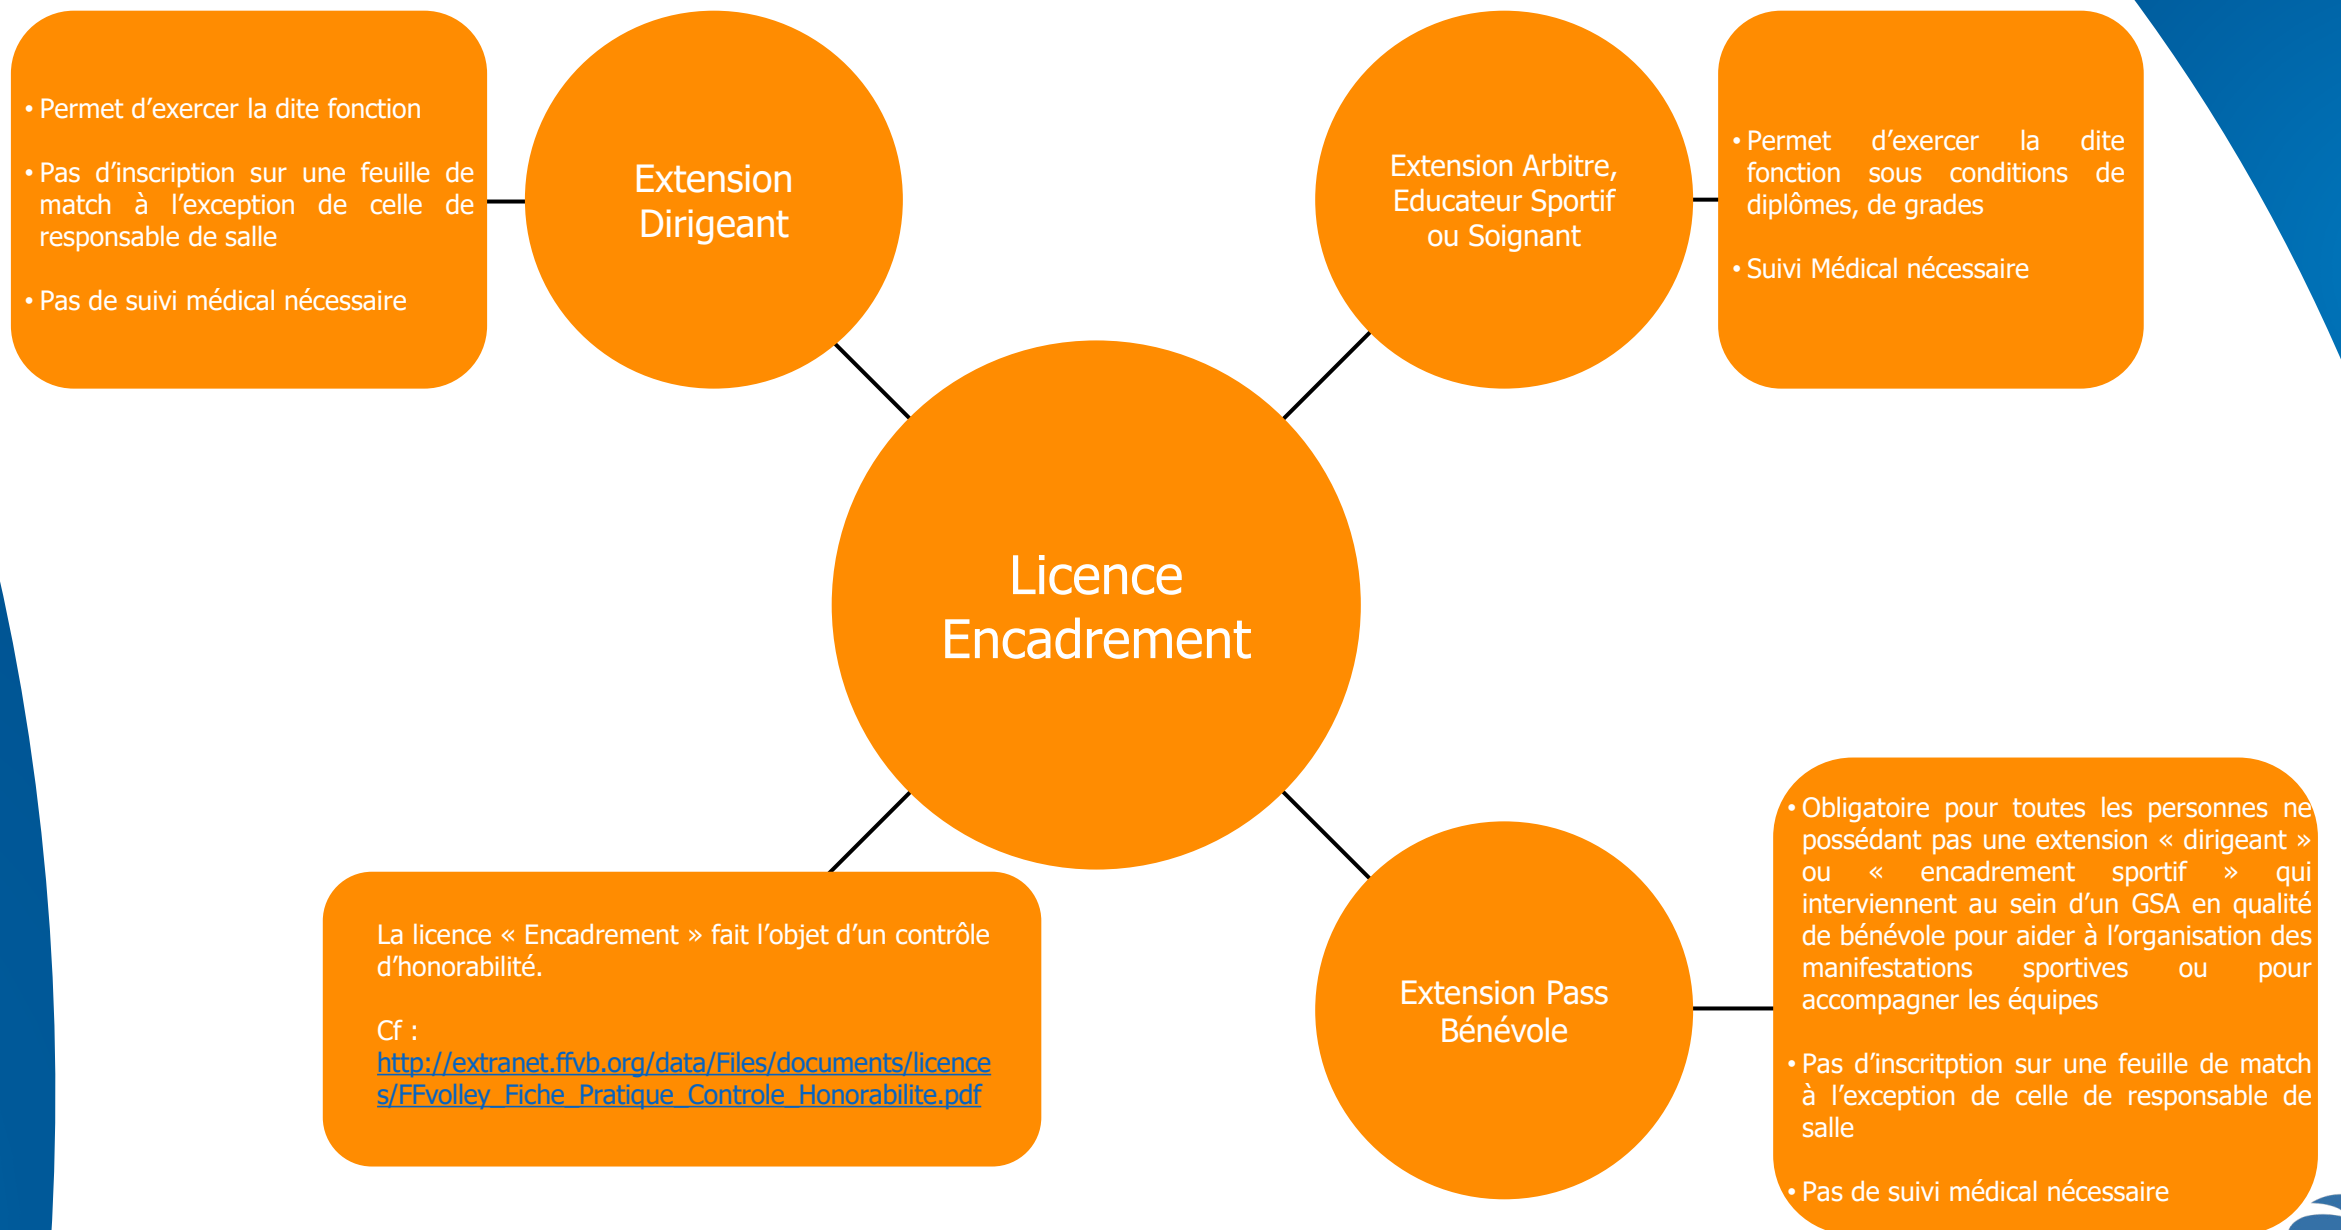 • Permet d’exercer la dite fonction
• Pas d’inscription sur une feuille de
match à l’exception de celle de
responsable de salle
• Pas de suivi médical nécessaire
Extension
Dirigeant
Extension Arbitre,
Educateur Sportif
ou Soignant
• Permet d’exercer la dite
fonction sous conditions de
diplômes, de grades
• Suivi Médical nécessaire
Licence
Encadrement
La licence « Encadrement » fait l’objet d’un contrôle
d’honorabilité.
Cf :
http://extranet.ffvb.org/data/Files/documents/licence
s/FFvolley_Fiche_Pratique_Controle_Honorabilite.pdf
Extension Pass
Bénévole
• Obligatoire pour toutes les personnes ne
possédant pas une extension « dirigeant »
ou « encadrement sportif » qui
interviennent au sein d’un GSA en qualité
de bénévole pour aider à l’organisation des
manifestations sportives ou pour
accompagner les équipes
• Pas d’inscritption sur une feuille de match
à l’exception de celle de responsable de
salle
• Pas de suivi médical nécessaire